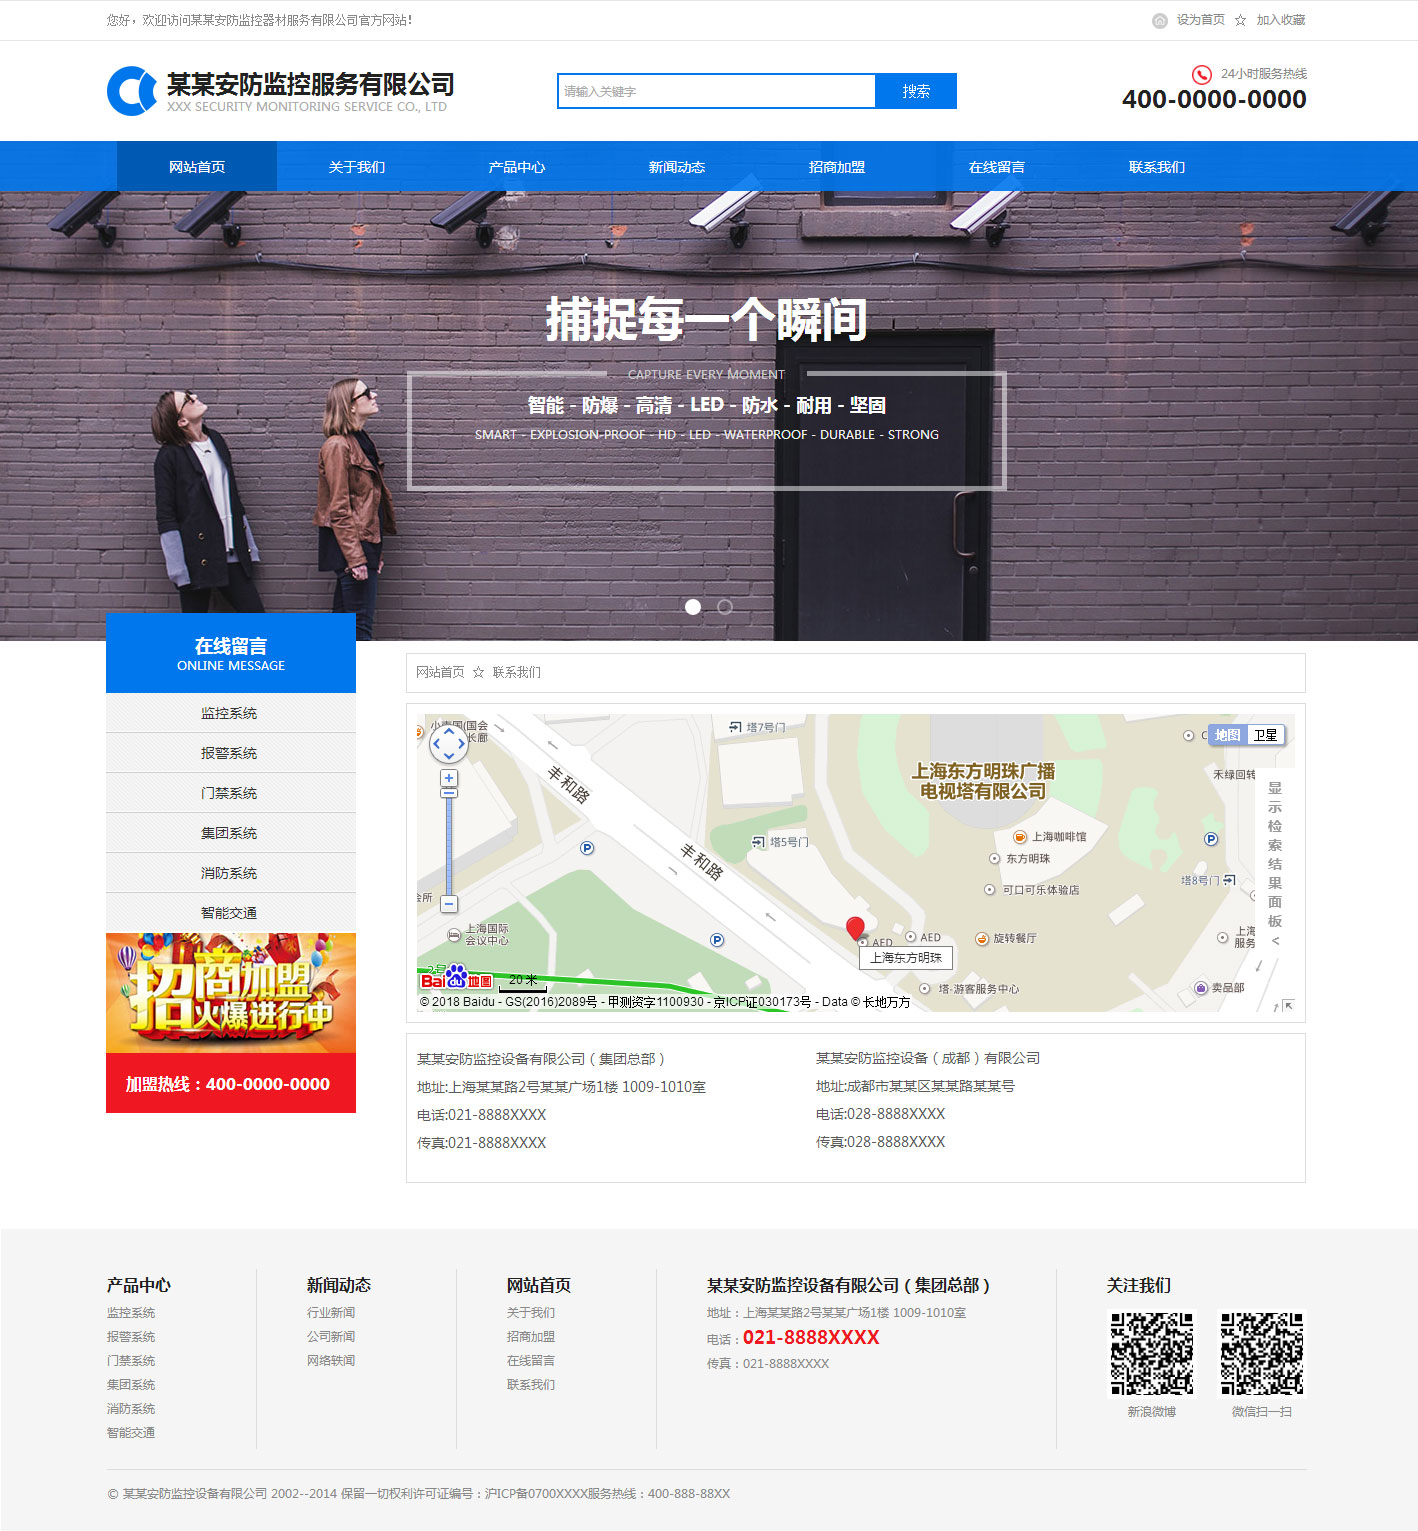 您好，欢迎访问某某安防监控器材服务有限公司官方网站！
设为首页 ☆ 加入收藏
某某安防监控服务有限公司
XXX SECURITY MONITORING SERVICE CO., LTD
请输入关键字
搜索
24小时服务热线
400-0000-0000
网站首页 关于我们 产品中心 新闻动态 招商加盟 在线留言 联系我们
捕捉每一个瞬间
CAPTURE EVERY MOMENT
智能 - 防爆 - 高清 - LED - 防水 - 耐用 - 坚固
SMART - EXPLOSION-PROOF - HD - LED - WATERPROOF - DURABLE - STRONG
在线留言
ONLINE MESSAGE
监控系统
报警系统
门禁系统
集团系统
消防系统
智能交通
招商加盟
火爆进行中
加盟热线：400-0000-0000
网站首页 ☆ 联系我们
塔7号门
地图 卫星
丰和路
上海东方明珠广播
电视塔有限公司
禾绿回转
显示检索结果面板 <
上海咖啡馆
塔5号门
东方明珠
丰和路
塔8号门
可口可乐体验店
上海国际
会议中心
AED
AED
旋转餐厅
上海东方明珠
塔·游客服务中心
卖品部
Bai du 地图
20 米
© 2018 Baidu - GS(2016)2089号 - 甲测资字1100930 - 京ICP证030173号 - Data © 长地万方
某某安防监控设备有限公司（集团总部）
地址:上海某某路2号某某广场1楼 1009-1010室
电话:021-8888XXXX
传真:021-8888XXXX
某某安防监控设备（成都）有限公司
地址:成都市某某区某某路某某号
电话:028-8888XXXX
传真:028-8888XXXX
产品中心
监控系统
报警系统
门禁系统
集团系统
消防系统
智能交通
新闻动态
行业新闻
公司新闻
网络轶闻
网站首页
关于我们
招商加盟
在线留言
联系我们
某某安防监控设备有限公司（集团总部）
地址：上海某某路2号某某广场1楼 1009-1010室
电话：021-8888XXXX
传真：021-8888XXXX
关注我们
新浪微博
微信扫一扫
© 某某安防监控设备有限公司 2002--2014 保留一切权利许可证编号：沪ICP备0700XXXX服务热线：400-888-88XX